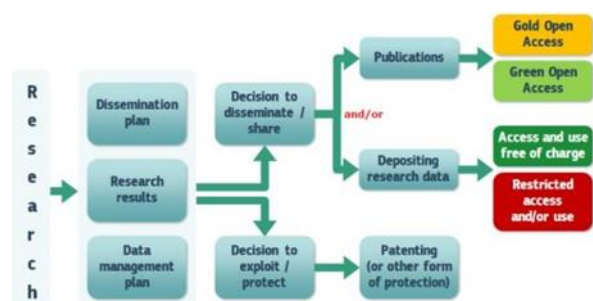 Research
Dissemination
plan
Research
results
Data
management
plan
Decision to
disseminate /
share
Decision to
exploit /
protect
and/or
Publications
Depositing
research data
Patenting
(or other form
of protection)
Gold Open
Access
Green Open
Access
Access and use
free of charge
Restricted
access
and/or use